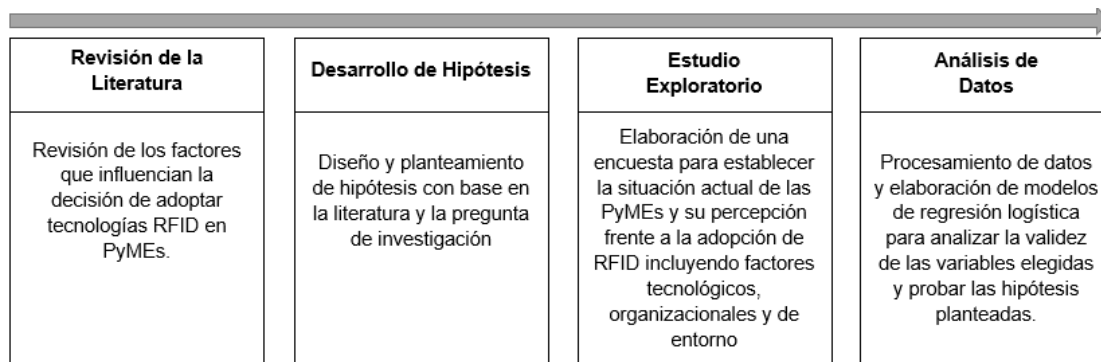 Revisión de la
Literatura
Revisión de los factores
que influencian la
decisión de adoptar
tecnologías RFID en
PyMEs.
Desarrollo de Hipótesis
Diseño y planteamiento
de hipótesis con base en
la literatura y la pregunta
de investigación
Estudio
Exploratorio
Elaboración de una
encuesta para establecer
la situación actual de las
PyMEs y su percepción
frente a la adopción de
RFID incluyendo factores
tecnológicos,
organizacionales y de
entorno
Análisis de
Datos
Procesamiento de datos
y elaboración de modelos
de regresión logística
para analizar la validez
de las variables elegidas
y probar las hipótesis
planteadas.